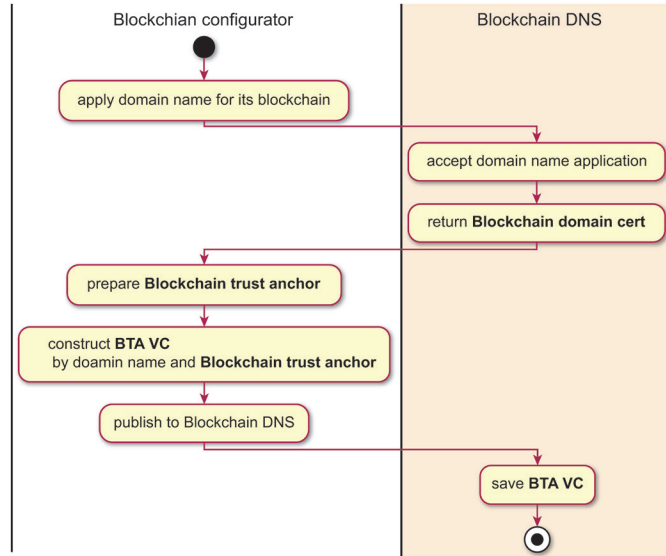 Blockchian configurator
Blockchain DNS
apply domain name for its blockchain
accept domain name application
return Blockchain domain cert
prepare Blockchain trust anchor
construct BTA VC
by doamin name and Blockchain trust anchor
publish to Blockchain DNS
save BTA VC